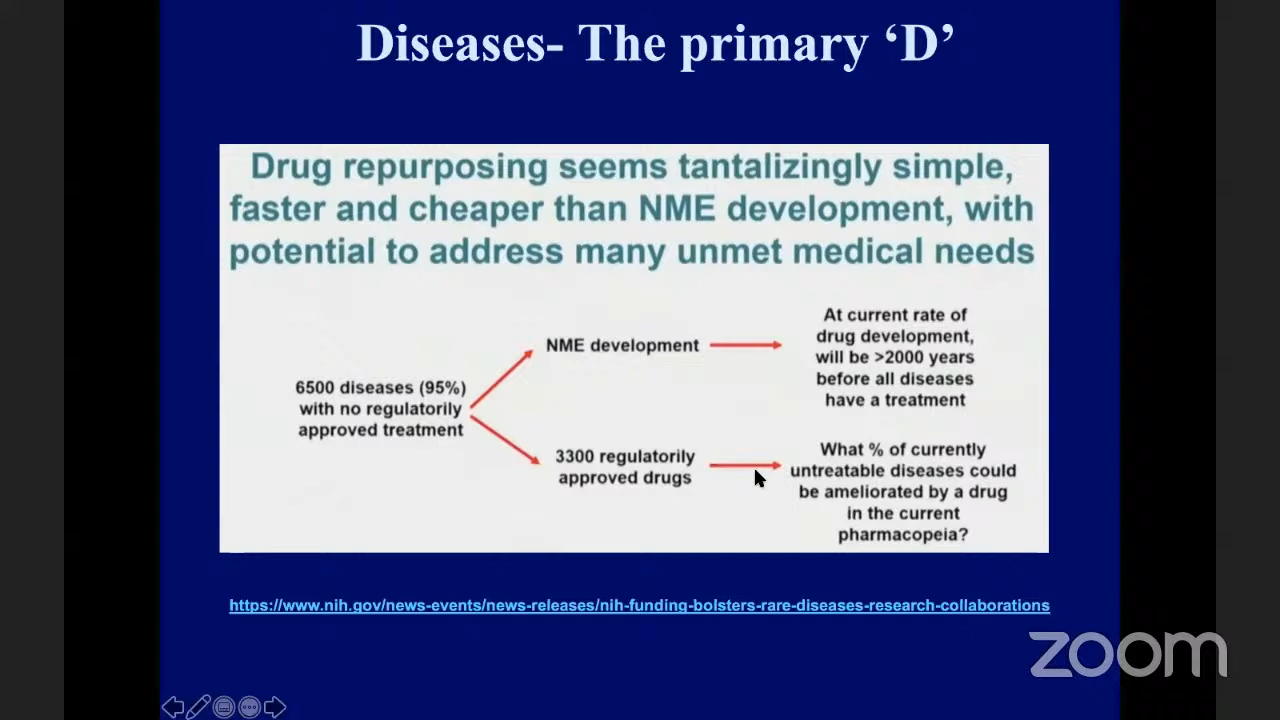 Diseases- The primary ‘D’
Drug repurposing seems tantalizingly simple,
faster and cheaper than NME development, with
potential to address many unmet medical needs
6500 diseases (95%)
with no regulatorily
approved treatment
NME development
At current rate of
drug development,
will be >2000 years
before all diseases
have a treatment
3300 regulatorily
approved drugs
What % of currently
untreatable diseases could
be ameliorated by a drug
in the current
pharmacopeia?
https://www.nih.gov/news-events/news-releases/nih-funding-bolsters-rare-diseases-research-collaborations
zoom